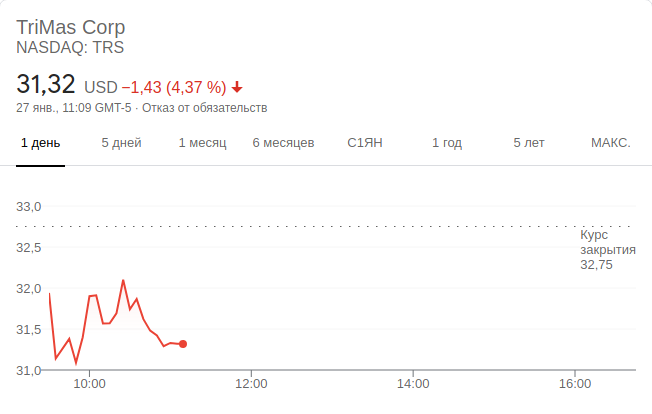 TriMas Corp
NASDAQ: TRS
31,32 USD −1,43 (4,37 %)
27 янв., 11:09 GMT-5 · Отказ от обязательств
1 день 5 дней 1 месяц 6 месяцев С1ЯН 1 год 5 лет МАКС.
33,0
Курс
закрытия
32,75
32,5
32,0
31,5
31,0
10:00 12:00 14:00 16:00